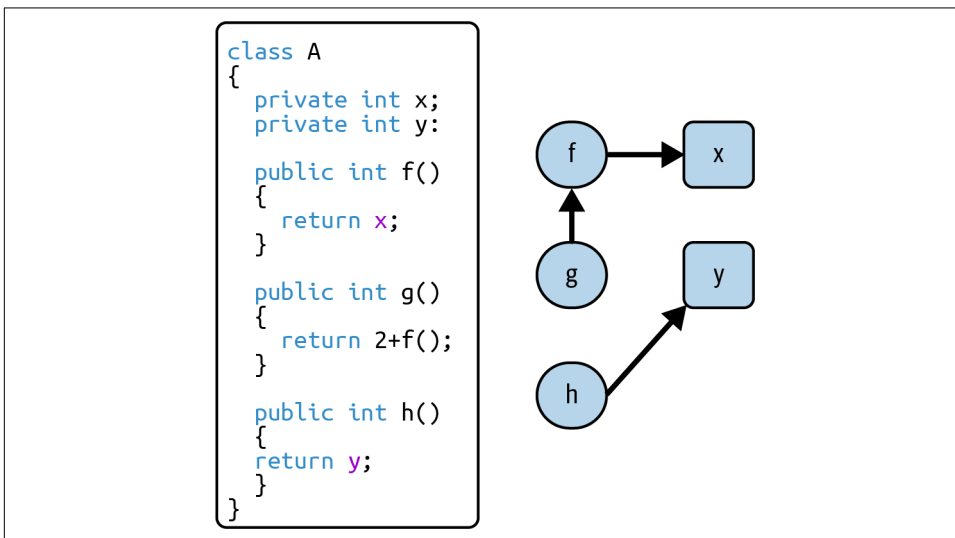 class A
{
private int x;
private int y:
public int f()
{
return x;
}
public int g()
{
return 2+f();
}
public int h()
{
return y;
}
}
f
x
g
y
h